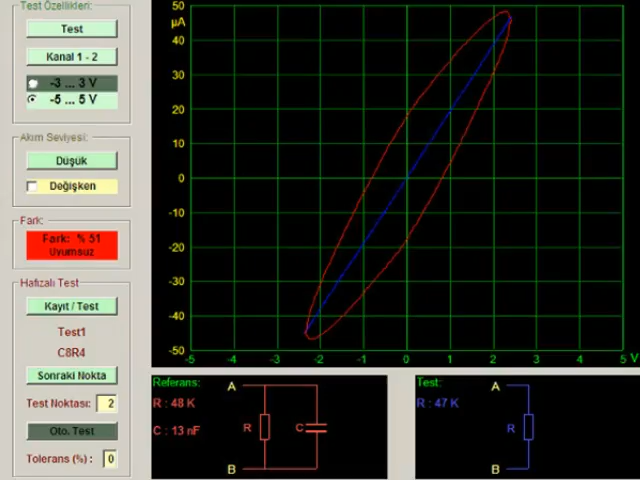 Test Özellikleri:
Test
Kanal 1 - 2
-3 ... 3 V
-5 ... 5 V
Akım Seviyesi:
Düşük
Değişken
Fark:
Fark: % 51
Uyumsuz
Hafızalı Test
Kayıt / Test
Test1
C8R4
Sonraki Nokta
Test Noktası: 2
Oto. Test
Tolerans (%) : 0
50
µA
40
30
20
10
0
-10
-20
-30
-40
-50
-5 -4 -3 -2 -1 0 1 2 3 4 5 V
Referans:
R : 48 K
C : 13 nF
A
R
C
B
Test:
R : 47 K
A
R
B